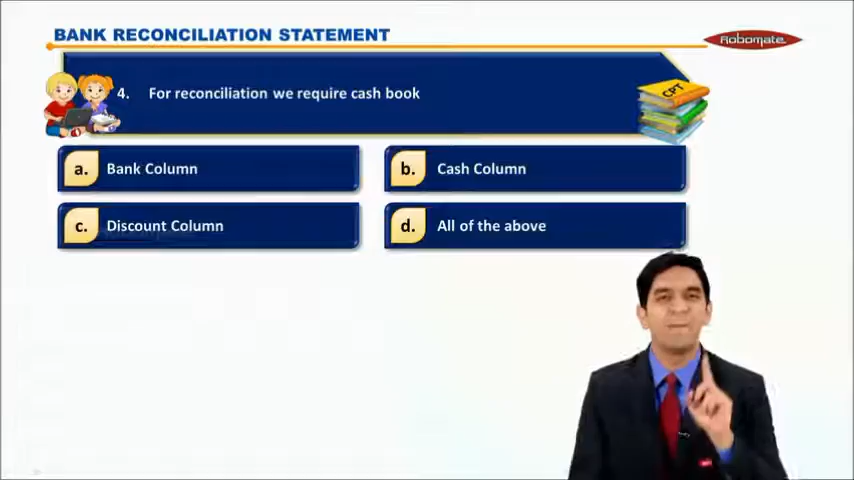 BANK RECONCILIATION STATEMENT
Robomate
4. For reconciliation we require cash book
CPT
a. Bank Column
b. Cash Column
c. Discount Column
d. All of the above